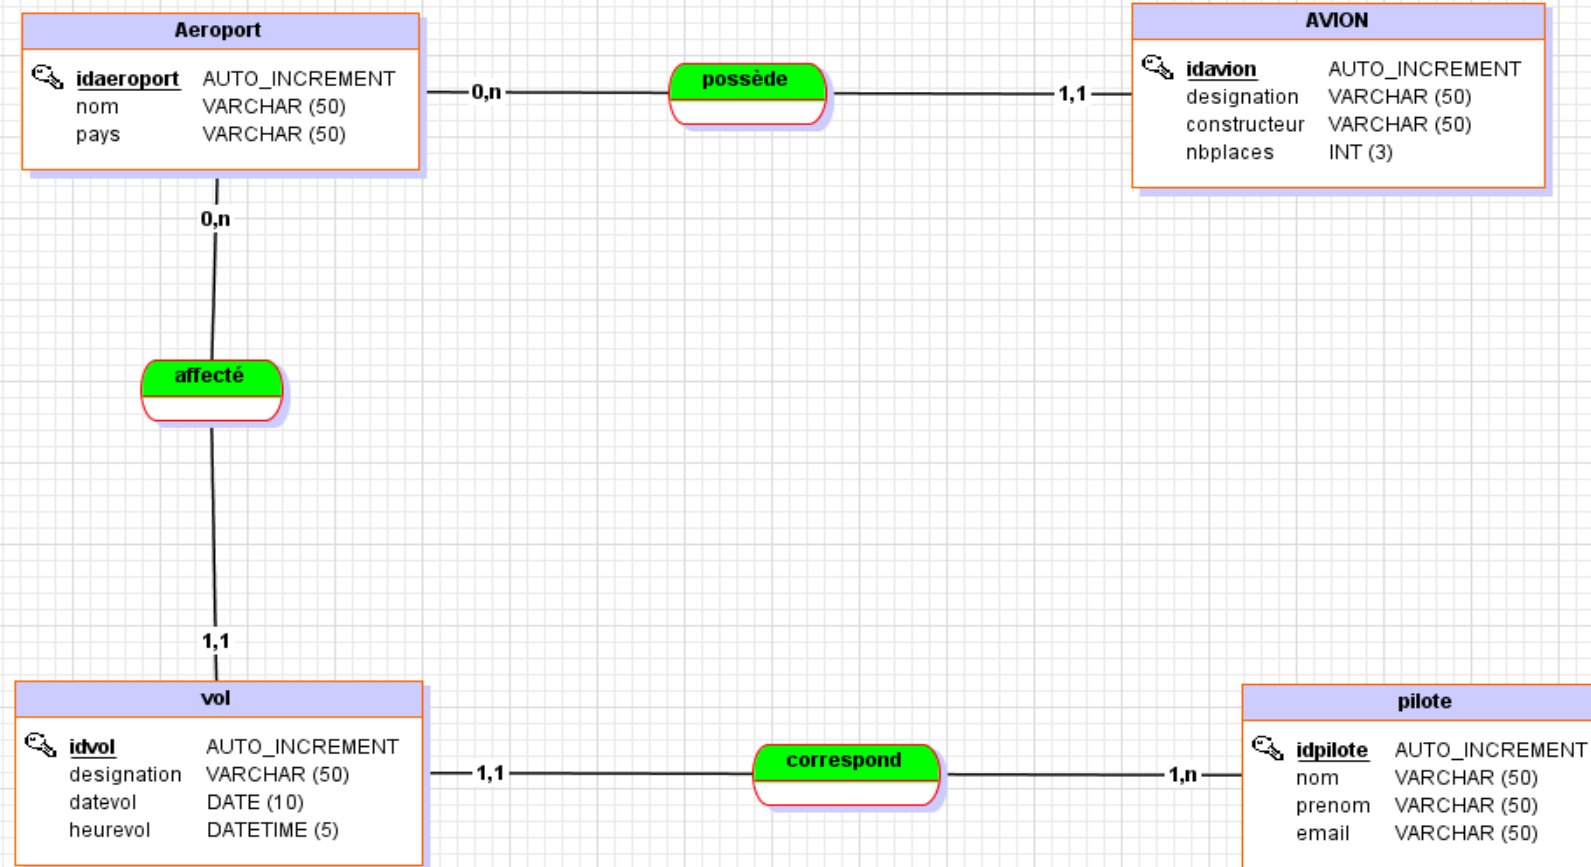 Aeroport
idaeroport AUTO_INCREMENT
nom VARCHAR (50)
pays VARCHAR (50)
0,n
possède
1,1
AVION
idavion AUTO_INCREMENT
designation VARCHAR (50)
constructeur VARCHAR (50)
nbplaces INT (3)
0,n
affecté
1,1
vol
idvol AUTO_INCREMENT
designation VARCHAR (50)
datevol DATE (10)
heurevol DATETIME (5)
1,1
correspond
1,n
pilote
idpilote AUTO_INCREMENT
nom VARCHAR (50)
prenom VARCHAR (50)
email VARCHAR (50)